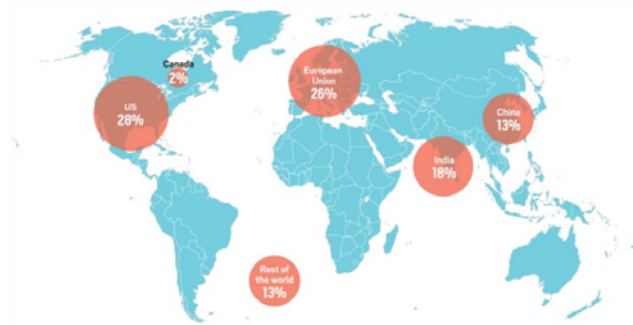 Canada
2%
US
28%
European
Union
26%
China
13%
India
18%
Rest of
the world
13%